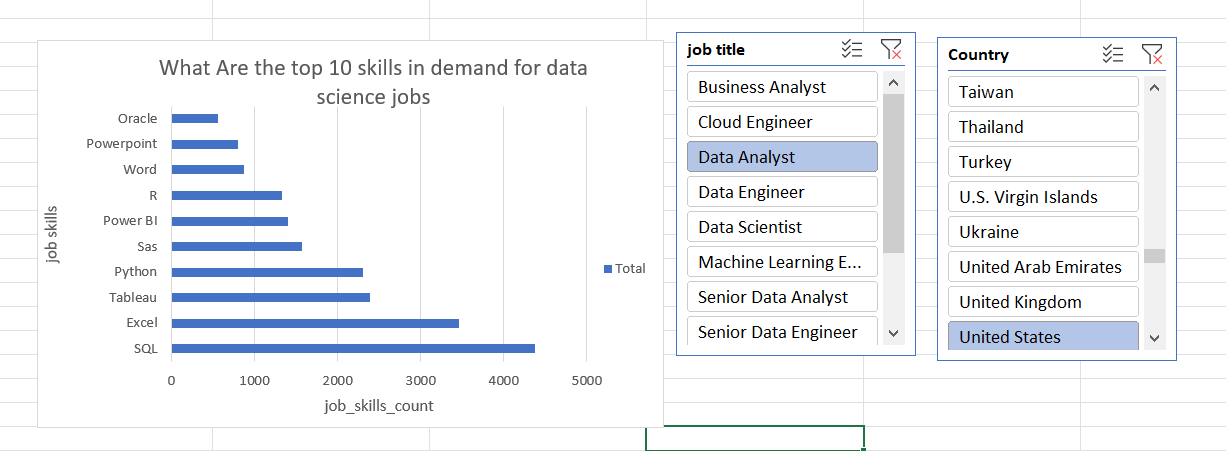 What Are the top 10 skills in demand for data
science jobs
Oracle
Powerpoint
Word
R
Power BI
Sas
Python
Tableau
Excel
SQL
job skills
0 1000 2000 3000 4000 5000
job_skills_count
Total
job title
Business Analyst
Cloud Engineer
Data Analyst
Data Engineer
Data Scientist
Machine Learning E...
Senior Data Analyst
Senior Data Engineer
Country
Taiwan
Thailand
Turkey
U.S. Virgin Islands
Ukraine
United Arab Emirates
United Kingdom
United States